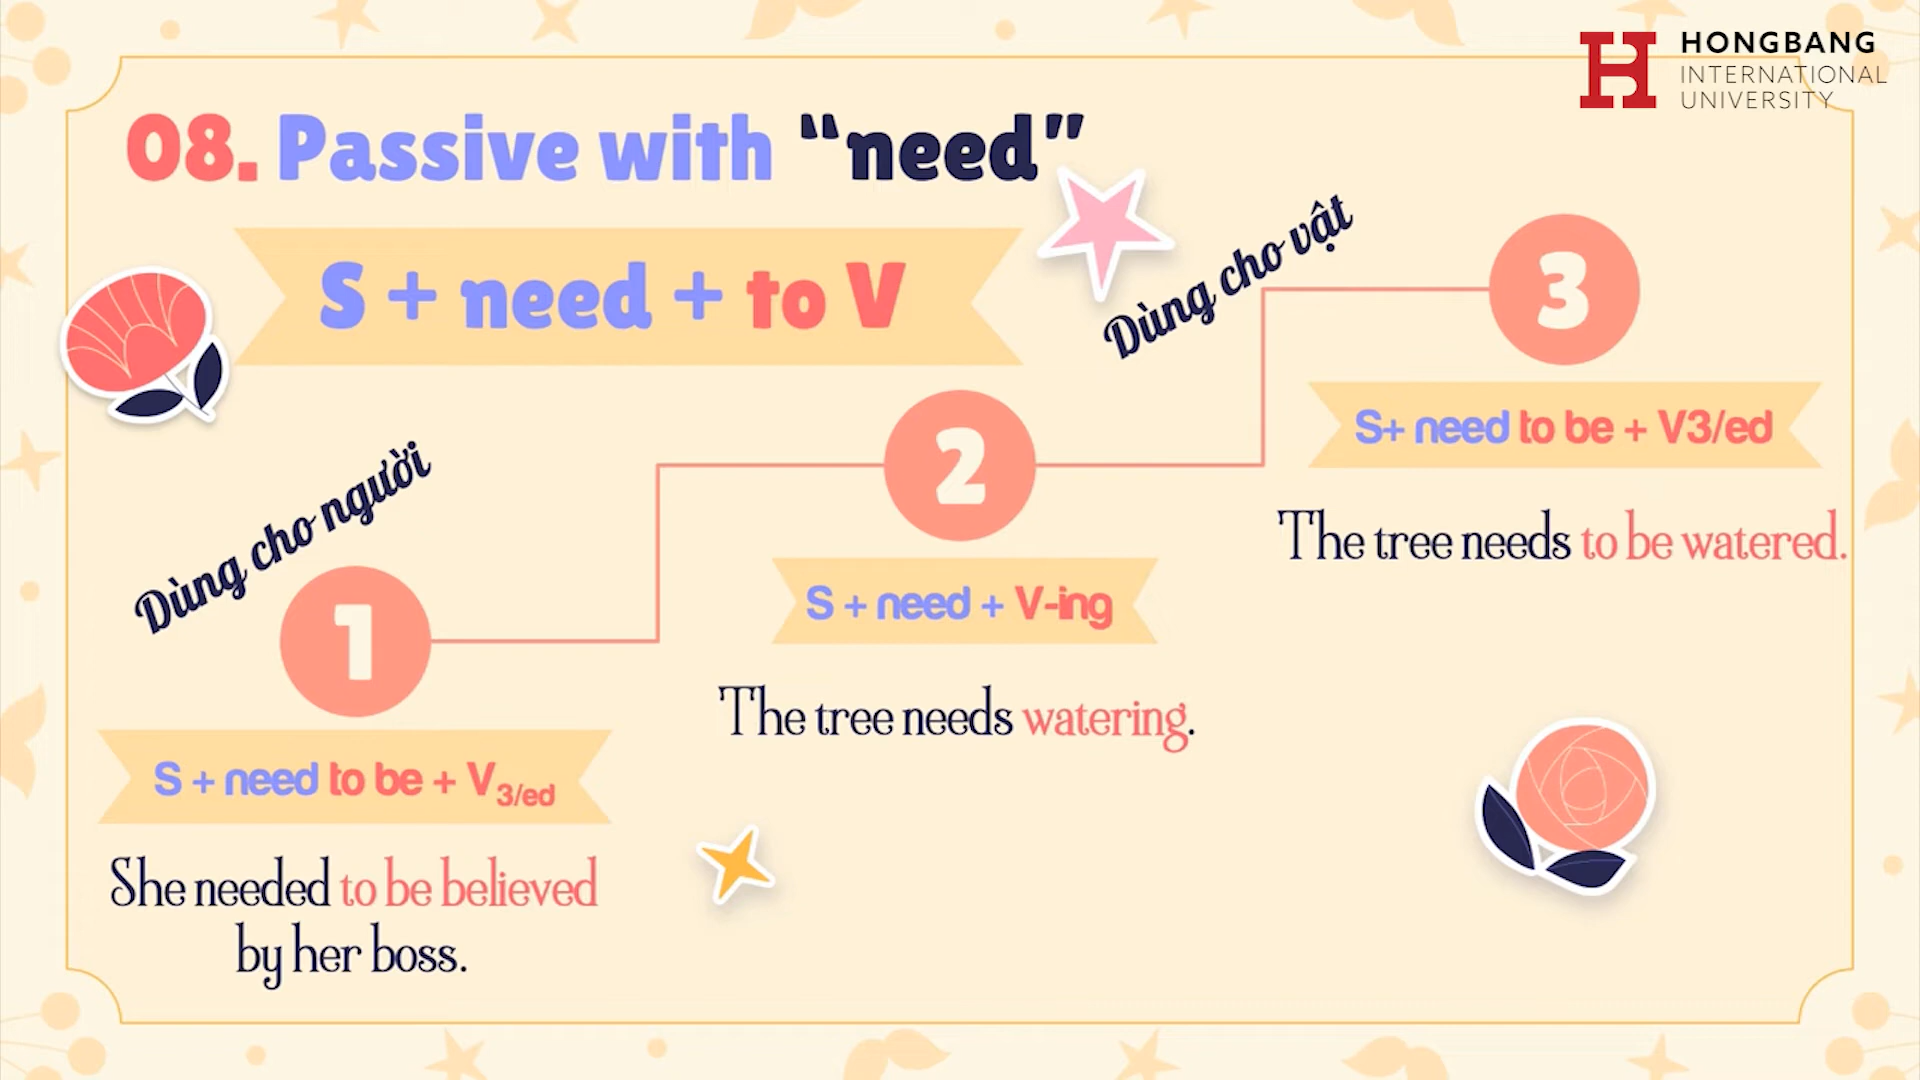 HONGBANG
INTERNATIONAL
UNIVERSITY
08. Passive with “need”
S + need + to V
Dùng cho người
1
S + need to be + V3/ed
She needed to be believed
by her boss.
2
S + need + V-ing
The tree needs watering.
Dùng cho vật
3
S+ need to be + V3/ed
The tree needs to be watered.